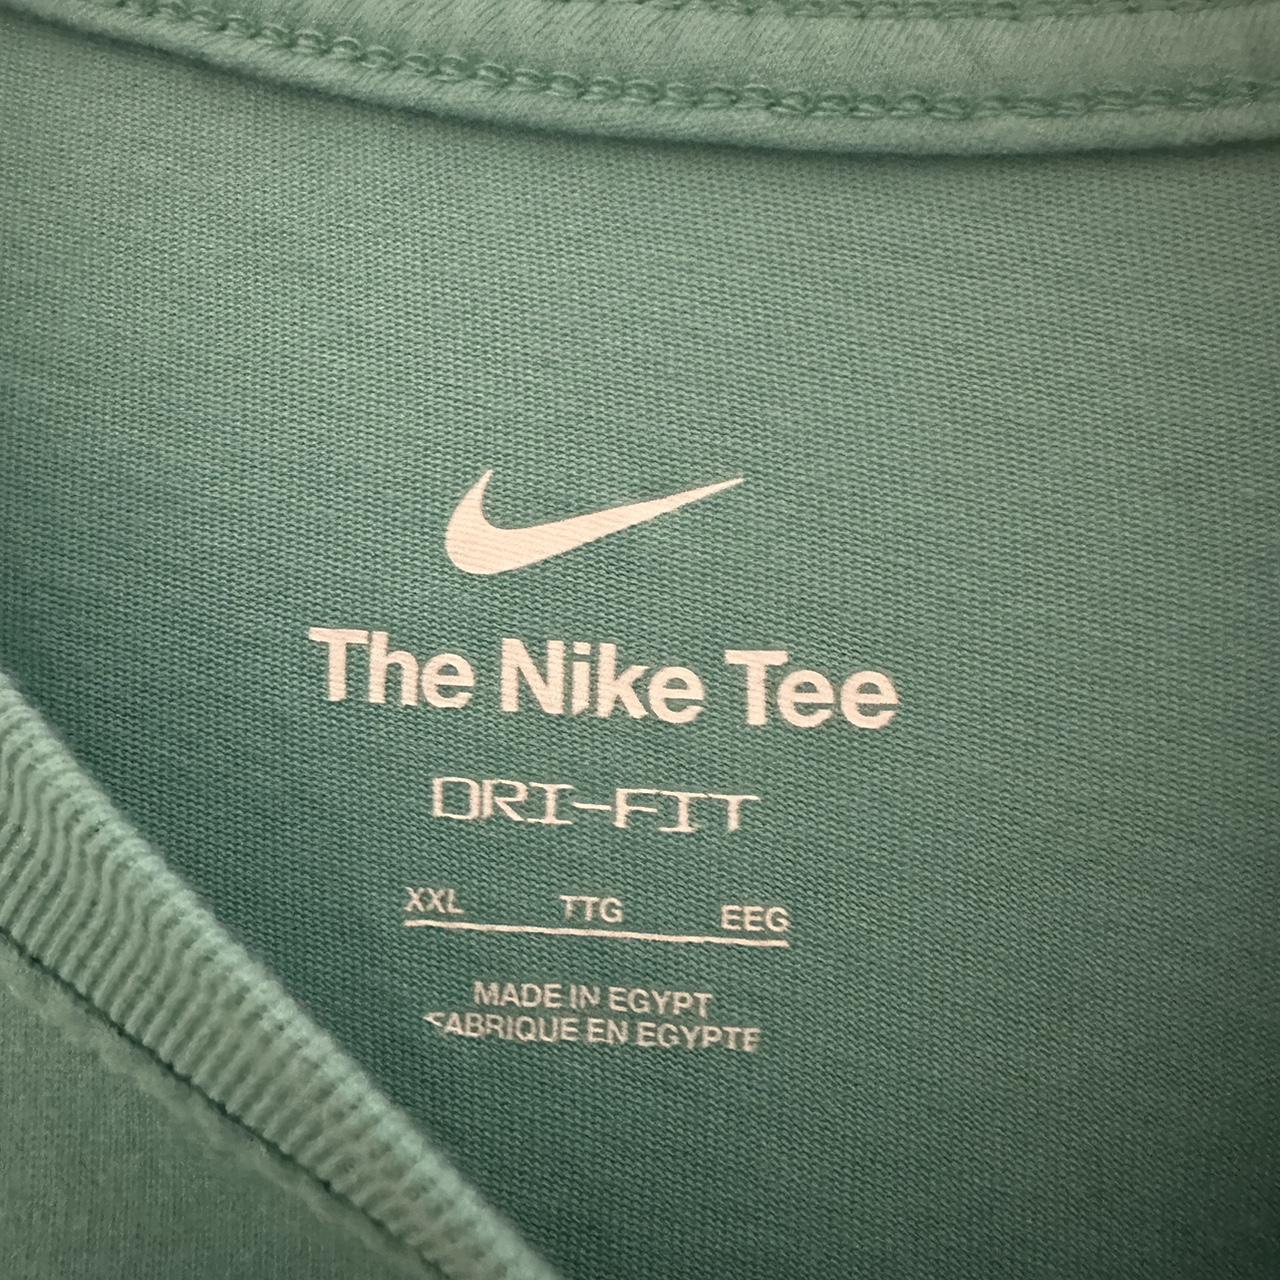 The Nike Tee
DRI-FIT
XXL TTG EEG
MADE IN EGYPT
FABRIQUE EN EGYPTE